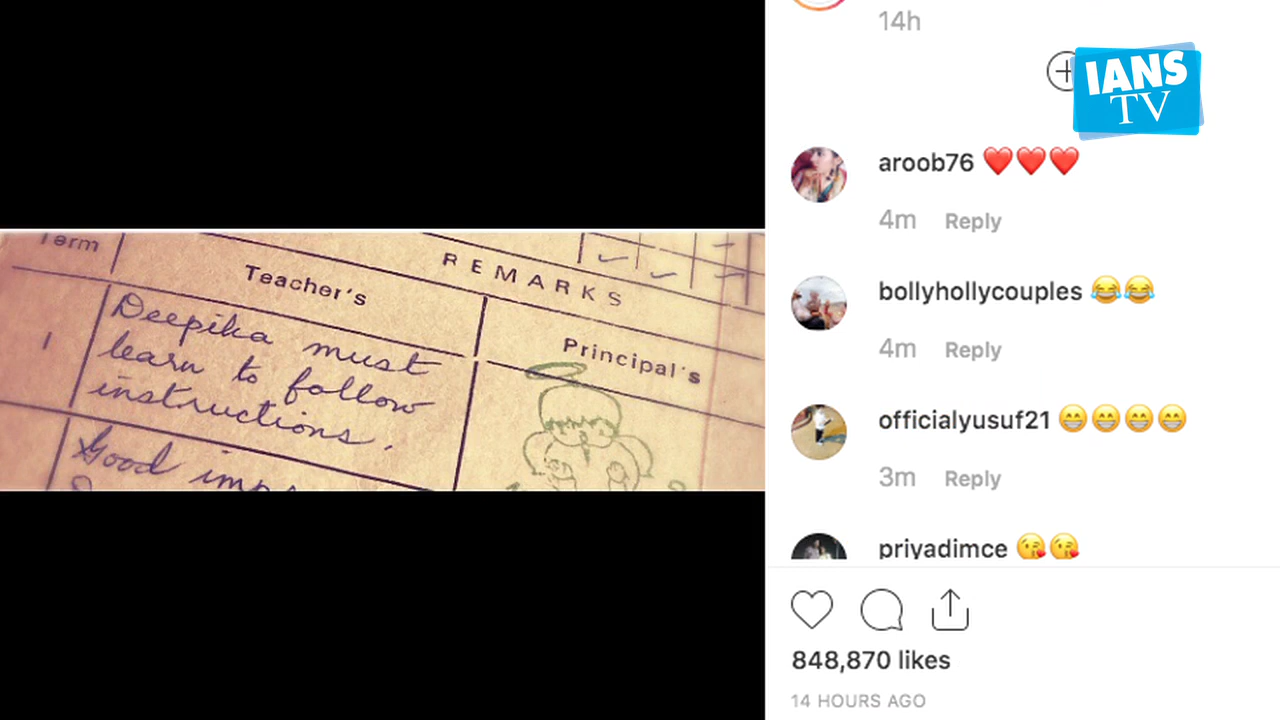 Term
REMARKS
Teacher's
Principal's
1
Deepika must
learn to follow
instructions.
Good
14h
IANS
TV
aroob76 ❤️❤️❤️
4m Reply
bollyhollycouples 😂😂
4m Reply
officialyusuf21 😁😁😁😁
3m Reply
priyadimce 😘😘
848,870 likes
14 HOURS AGO